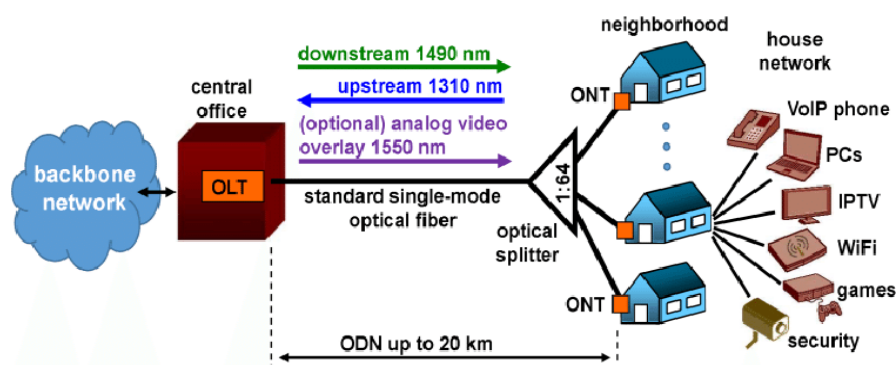 neighborhood
house
network
downstream 1490 nm
central
office
upstream 1310 nm
ONT
VoIP phone
(optional) analog video
overlay 1550 nm
PCs
backbone
network
OLT
1:64
standard single-mode
optical fiber
optical
splitter
IPTV
WiFi
ONT
games
security
ODN up to 20 km